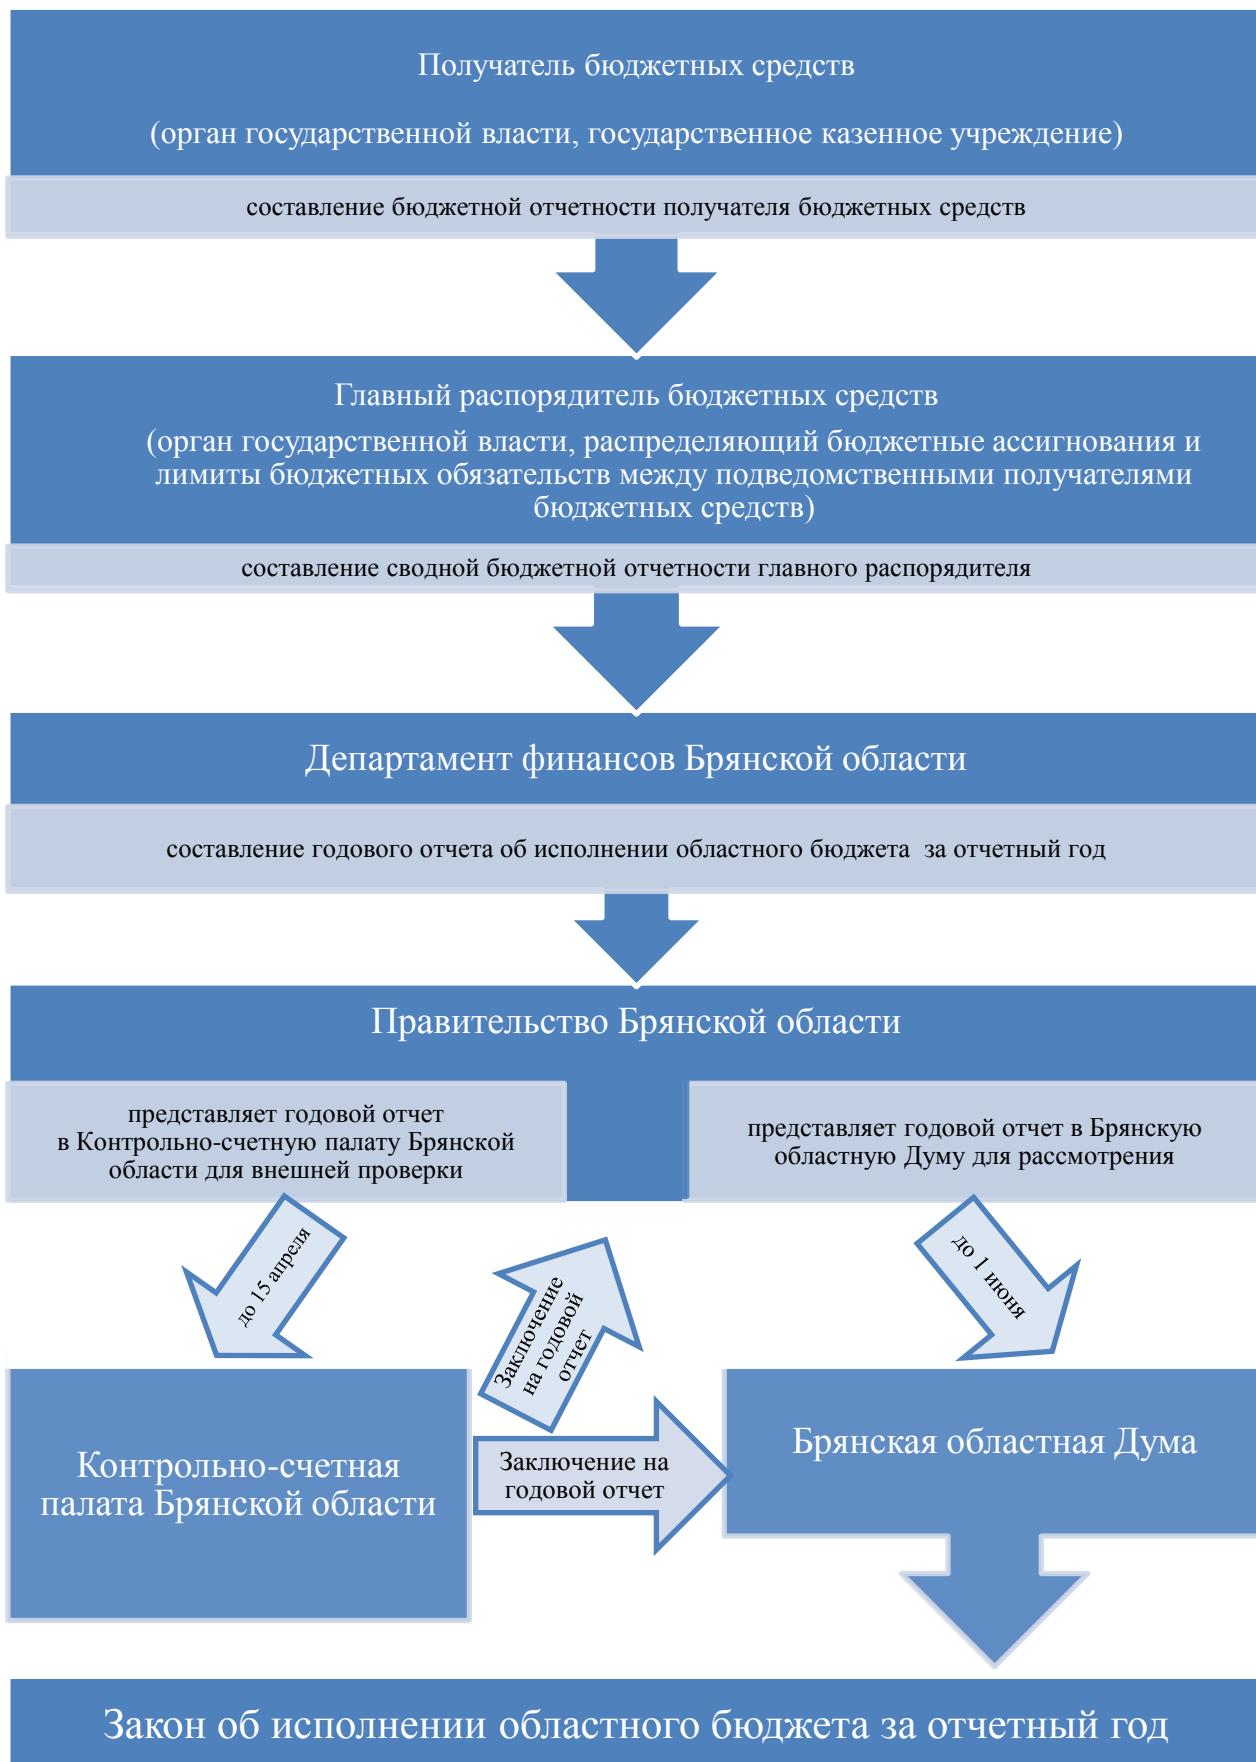 Получатель бюджетных средств
(орган государственной власти, государственное казенное учреждение)
составление бюджетной отчетности получателя бюджетных средств
Главный распорядитель бюджетных средств
(орган государственной власти, распределяющий бюджетные ассигнования и
лимиты бюджетных обязательств между подведомственными получателями
бюджетных средств)
составление сводной бюджетной отчетности главного распорядителя
Департамент финансов Брянской области
составление годового отчета об исполнении областного бюджета  за отчетный год
Правительство Брянской области
представляет годовой отчет
в Контрольно-счетную палату Брянской
области для внешней проверки
представляет годовой отчет в Брянскую
областную Думу для рассмотрения
до 15 апреля
Заключение
на годовой
отчет
до 1 июня
Контрольно-счетная
палата Брянской области
Заключение на
годовой отчет
Брянская областная Дума
Закон об исполнении областного бюджета за отчетный год